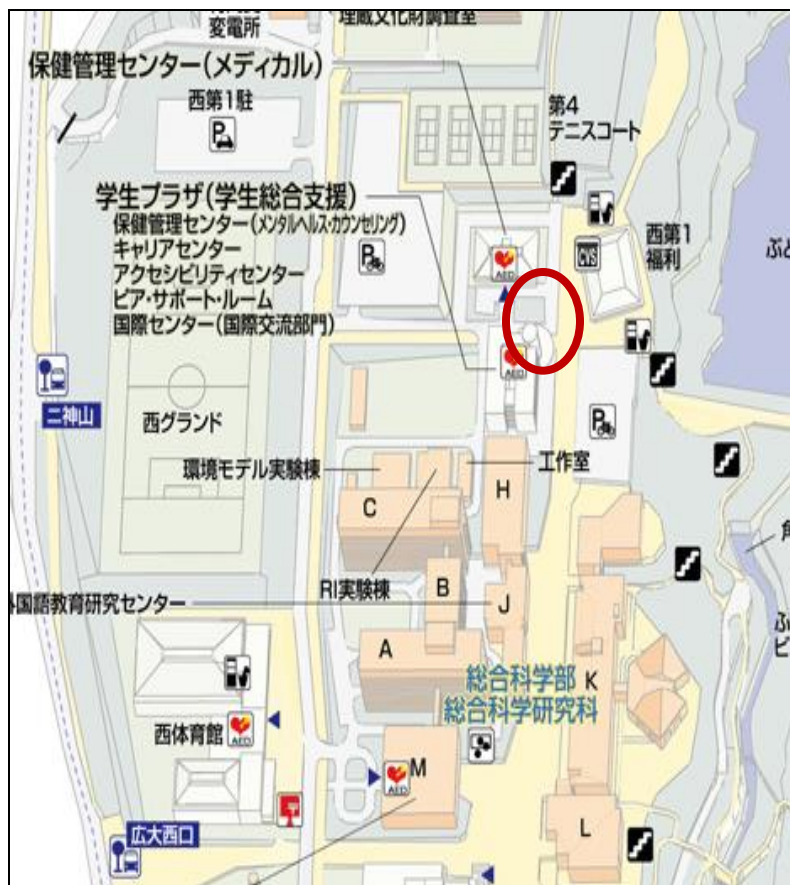 変電所
埋蔵文化財調査室
保健管理センター(メディカル)
西第1駐
P
第4
テニスコート
学生プラザ(学生総合支援)
保健管理センター(メンタルヘルス・カウンセリング)
キャリアセンター
アクセシビリティセンター
ピア・サポート・ルーム
国際センター(国際交流部門)
P
AED
CVS
西第1
福利
ぶど
AED
二神山
西グランド
P
環境モデル実験棟
工作室
H
C
RI実験棟
B
J
国語教育研究センター
A
総合科学部
総合科学研究科
K
西体育館
AED
AED
M
L
広大西口